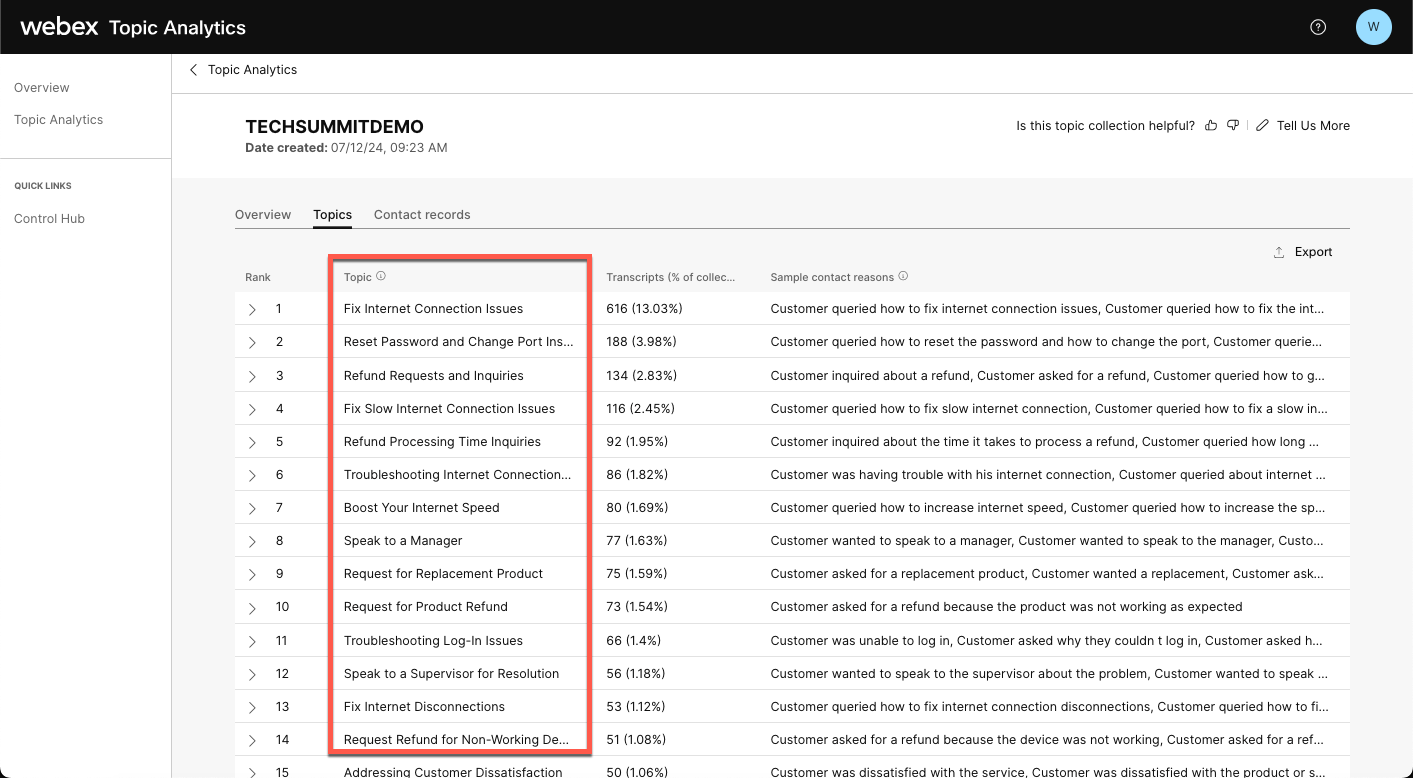 webex Topic Analytics
W
Overview
Topic Analytics
QUICK LINKS
Control Hub
Topic Analytics
TECHSUMMITDEMO
Date created: 07/12/24, 09:23 AM
Is this topic collection helpful? Tell Us More
Overview Topics Contact records
Export
Rank Topic Transcripts (% of collec... Sample contact reasons
1 Fix Internet Connection Issues 616 (13.03%) Customer queried how to fix internet connection issues, Customer queried how to fix the int...
2 Reset Password and Change Port Ins... 188 (3.98%) Customer queried how to reset the password and how to change the port, Customer querie...
3 Refund Requests and Inquiries 134 (2.83%) Customer inquired about a refund, Customer asked for a refund, Customer queried how to g...
4 Fix Slow Internet Connection Issues 116 (2.45%) Customer queried how to fix slow internet connection, Customer queried how to fix a slow in...
5 Refund Processing Time Inquiries 92 (1.95%) Customer inquired about the time it takes to process a refund, Customer queried how long ...
6 Troubleshooting Internet Connection... 86 (1.82%) Customer was having trouble with his internet connection, Customer queried about internet ...
7 Boost Your Internet Speed 80 (1.69%) Customer queried how to increase internet speed, Customer queried how to increase the sp...
8 Speak to a Manager 77 (1.63%) Customer wanted to speak to a manager, Customer wanted to speak to the manager, Custo...
9 Request for Replacement Product 75 (1.59%) Customer asked for a replacement product, Customer wanted a replacement, Customer ask...
10 Request for Product Refund 73 (1.54%) Customer asked for a refund because the product was not working as expected
11 Troubleshooting Log-In Issues 66 (1.4%) Customer was unable to log in, Customer asked why they couldn t log in, Customer asked h...
12 Speak to a Supervisor for Resolution 56 (1.18%) Customer wanted to speak to the supervisor about the problem, Customer wanted to speak ...
13 Fix Internet Disconnections 53 (1.12%) Customer queried how to fix internet connection disconnections, Customer queried how to fi...
14 Request Refund for Non-Working De... 51 (1.08%) Customer asked for a refund because the device was not working, Customer asked for a ref...
15 Addressing Customer Dissatisfaction 50 (1.06%) Customer was dissatisfied with the service, Customer was dissatisfied with the product or s...